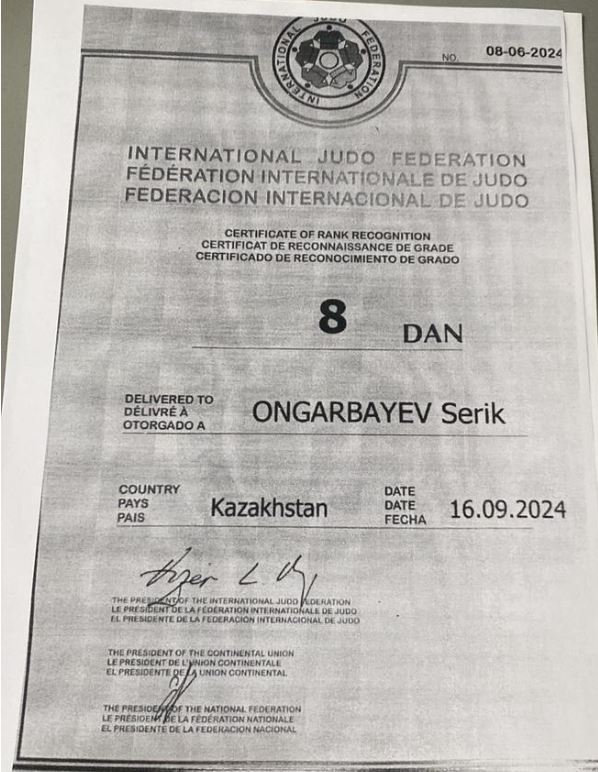 INTERNATIONAL JUDO FEDERATION
NO. 08-06-2024
INTERNATIONAL JUDO FEDERATION
FÉDÉRATION INTERNATIONALE DE JUDO
FEDERACION INTERNACIONAL DE JUDO
CERTIFICATE OF RANK RECOGNITION
CERTIFICAT DE RECONNAISSANCE DE GRADE
CERTIFICADO DE RECONOCIMIENTO DE GRADO
8 DAN
DELIVERED TO
DÉLIVRÉ À
OTORGADO A
ONGARBAYEV Serik
COUNTRY
PAYS
PAIS
Kazakhstan
DATE
DATE
FECHA
16.09.2024
THE PRESIDENT OF THE INTERNATIONAL JUDO FEDERATION
LE PRÉSIDENT DE LA FÉDÉRATION INTERNATIONALE DE JUDO
EL PRESIDENTE DE LA FEDERACION INTERNACIONAL DE JUDO
THE PRESIDENT OF THE CONTINENTAL UNION
LE PRESIDENT DE L'UNION CONTINENTALE
EL PRESIDENTE DE LA UNION CONTINENTAL
THE PRESIDENT OF THE NATIONAL FEDERATION
LE PRÉSIDENT DE LA FÉDÉRATION NATIONALE
EL PRESIDENTE DE LA FEDERACION NACIONAL